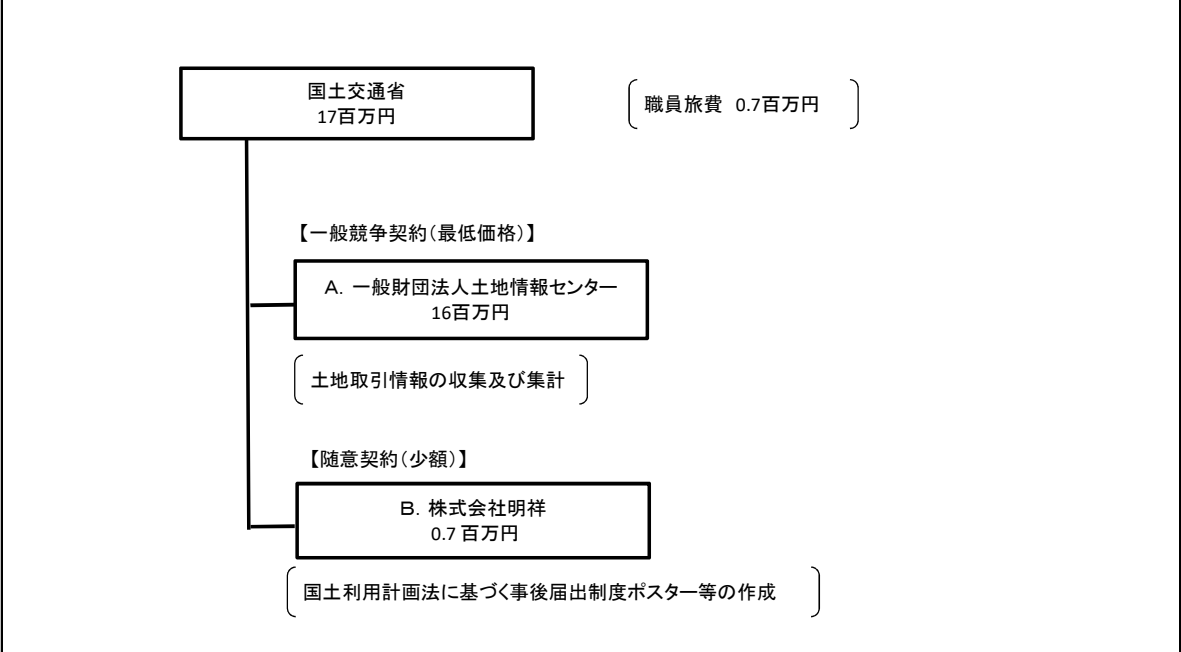 国土交通省
17百万円
職員旅費 0.7百万円
【一般競争契約（最低価格）】
Ａ．一般財団法人土地情報センター
16百万円
土地取引情報の収集及び集計
【随意契約（少額）】
Ｂ．株式会社明祥
0.7 百万円
国土利用計画法に基づく事後届出制度ポスター等の作成